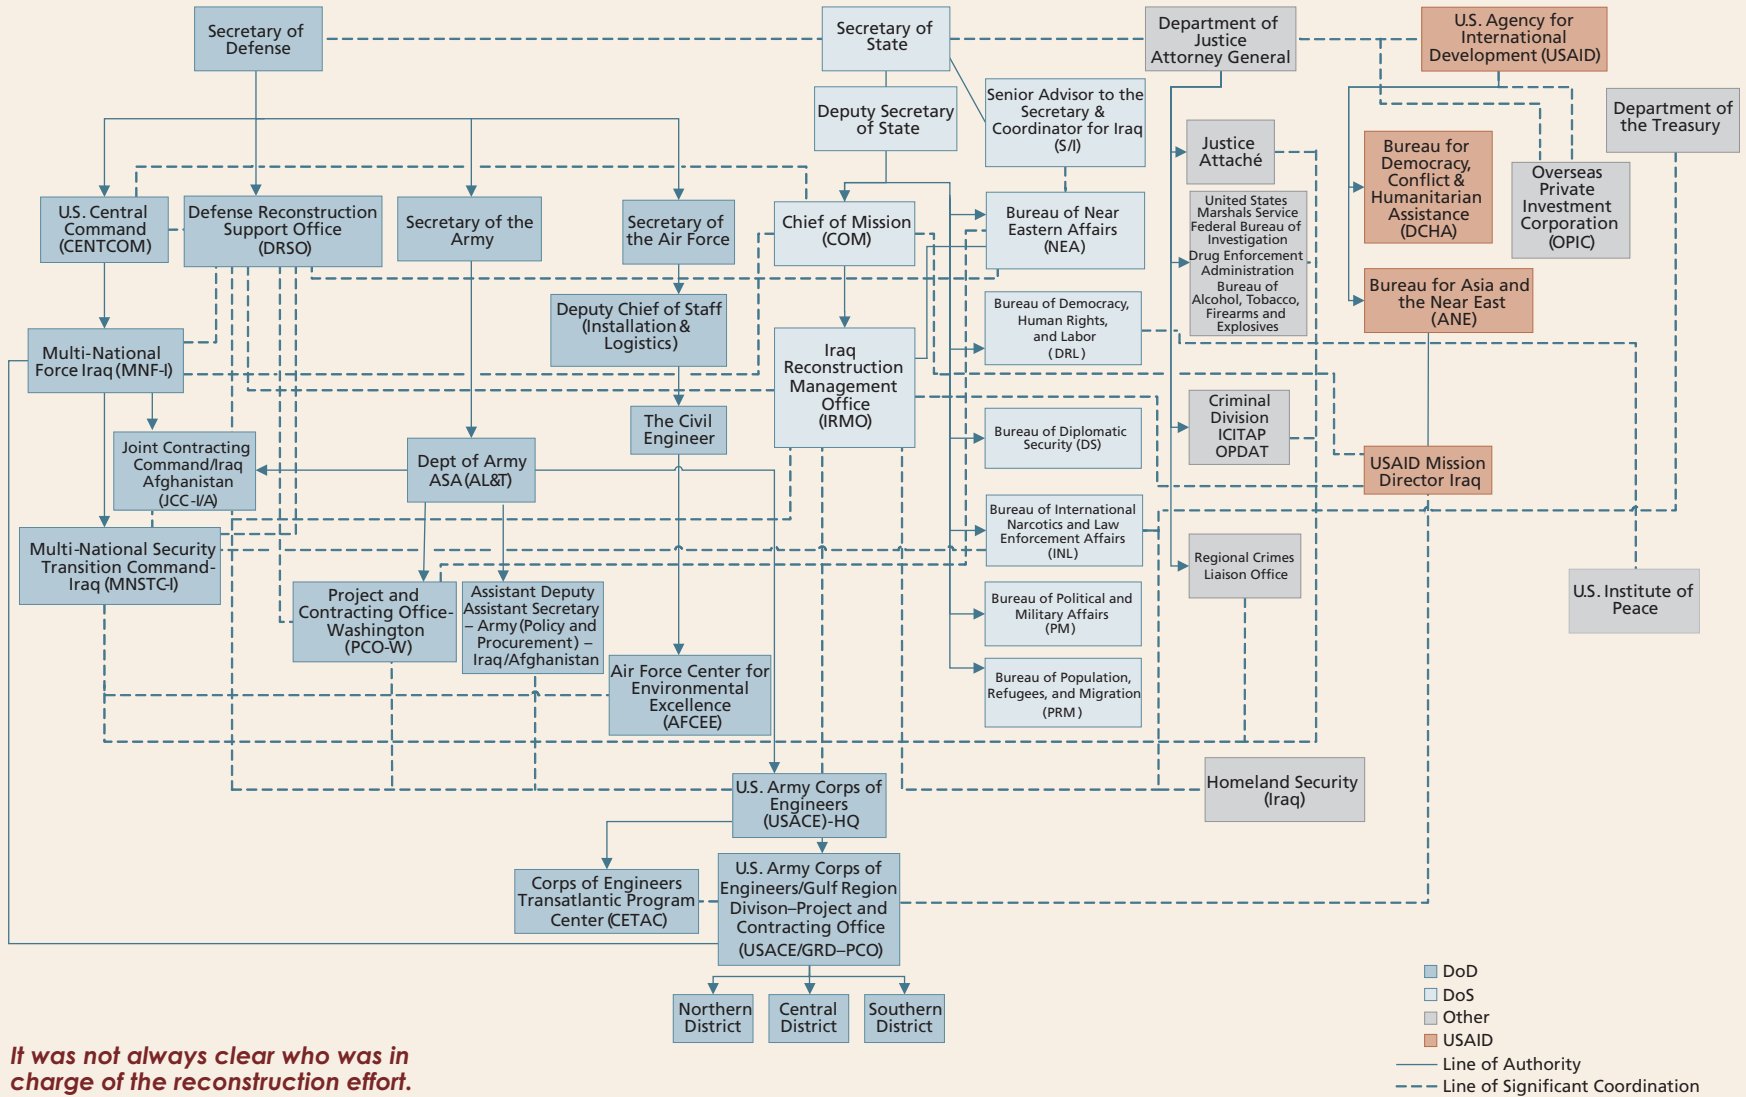 Secretary of
Defense
Secretary of
State
Department of
Justice
Attorney General
U.S. Agency for
International
Development (USAID)
Deputy Secretary
of State
Senior Advisor to the
Secretary &
Coordinator for Iraq
(S/I)
Department of
the Treasury
Justice
Attaché
Bureau for
Democracy,
Conflict &
Humanitarian
Assistance
(DCHA)
Overseas
Private
Investment
Corporation
(OPIC)
U.S. Central
Command
(CENTCOM)
Defense Reconstruction
Support Office
(DRSO)
Secretary of the
Army
Secretary of
the Air Force
Chief of Mission
(COM)
Bureau of Near
Eastern Affairs
(NEA)
United States
Marshals Service
Federal Bureau of
Investigation
Drug Enforcement
Administration
Bureau of
Alcohol, Tobacco,
Firearms and
Explosives
Bureau for Asia and
the Near East
(ANE)
Deputy Chief of Staff
(Installation &
Logistics)
Bureau of Democracy,
Human Rights,
and Labor
(DRL)
Multi-National
Force Iraq (MNF-I)
Iraq
Reconstruction
Management
Office
(IRMO)
The Civil
Engineer
Criminal
Division
ICITAP
OPDAT
Joint Contracting
Command/Iraq
Afghanistan
(JCC-I/A)
Dept of Army
ASA (AL&T)
Bureau of Diplomatic
Security (DS)
USAID Mission
Director Iraq
Multi-National Security
Transition Command-
Iraq (MNSTC-I)
Bureau of International
Narcotics and Law
Enforcement Affairs
(INL)
Regional Crimes
Liaison Office
Project and
Contracting Office-
Washington
(PCO-W)
Assistant Deputy
Assistant Secretary
– Army (Policy and
Procurement) –
Iraq/Afghanistan
Bureau of Political and
Military Affairs
(PM)
U.S. Institute of
Peace
Air Force Center for
Environmental
Excellence
(AFCEE)
Bureau of Population,
Refugees, and Migration
(PRM)
U.S. Army Corps of
Engineers
(USACE)-HQ
Homeland Security
(Iraq)
Corps of Engineers
Transatlantic Program
Center (CETAC)
U.S. Army Corps of
Engineers/Gulf Region
Divison–Project and
Contracting Office
(USACE/GRD–PCO)
Northern
District
Central
District
Southern
District
DoD
DoS
Other
USAID
Line of Authority
Line of Significant Coordination
It was not always clear who was in
charge of the reconstruction effort.